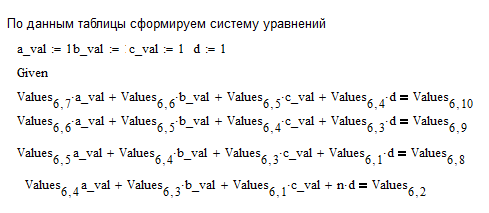 По данным таблицы сформируем систему уравнений
a_val := 1 b_val := c_val := 1 d := 1
Given
Values6,7·a_val + Values6,6·b_val + Values6,5·c_val + Values6,4·d = Values6,10
Values6,6·a_val + Values6,5·b_val + Values6,4·c_val + Values6,3·d = Values6,9
Values6,5 a_val + Values6,4·b_val + Values6,3·c_val + Values6,1·d = Values6,8
Values6,4 a_val + Values6,3·b_val + Values6,1·c_val + n·d = Values6,2